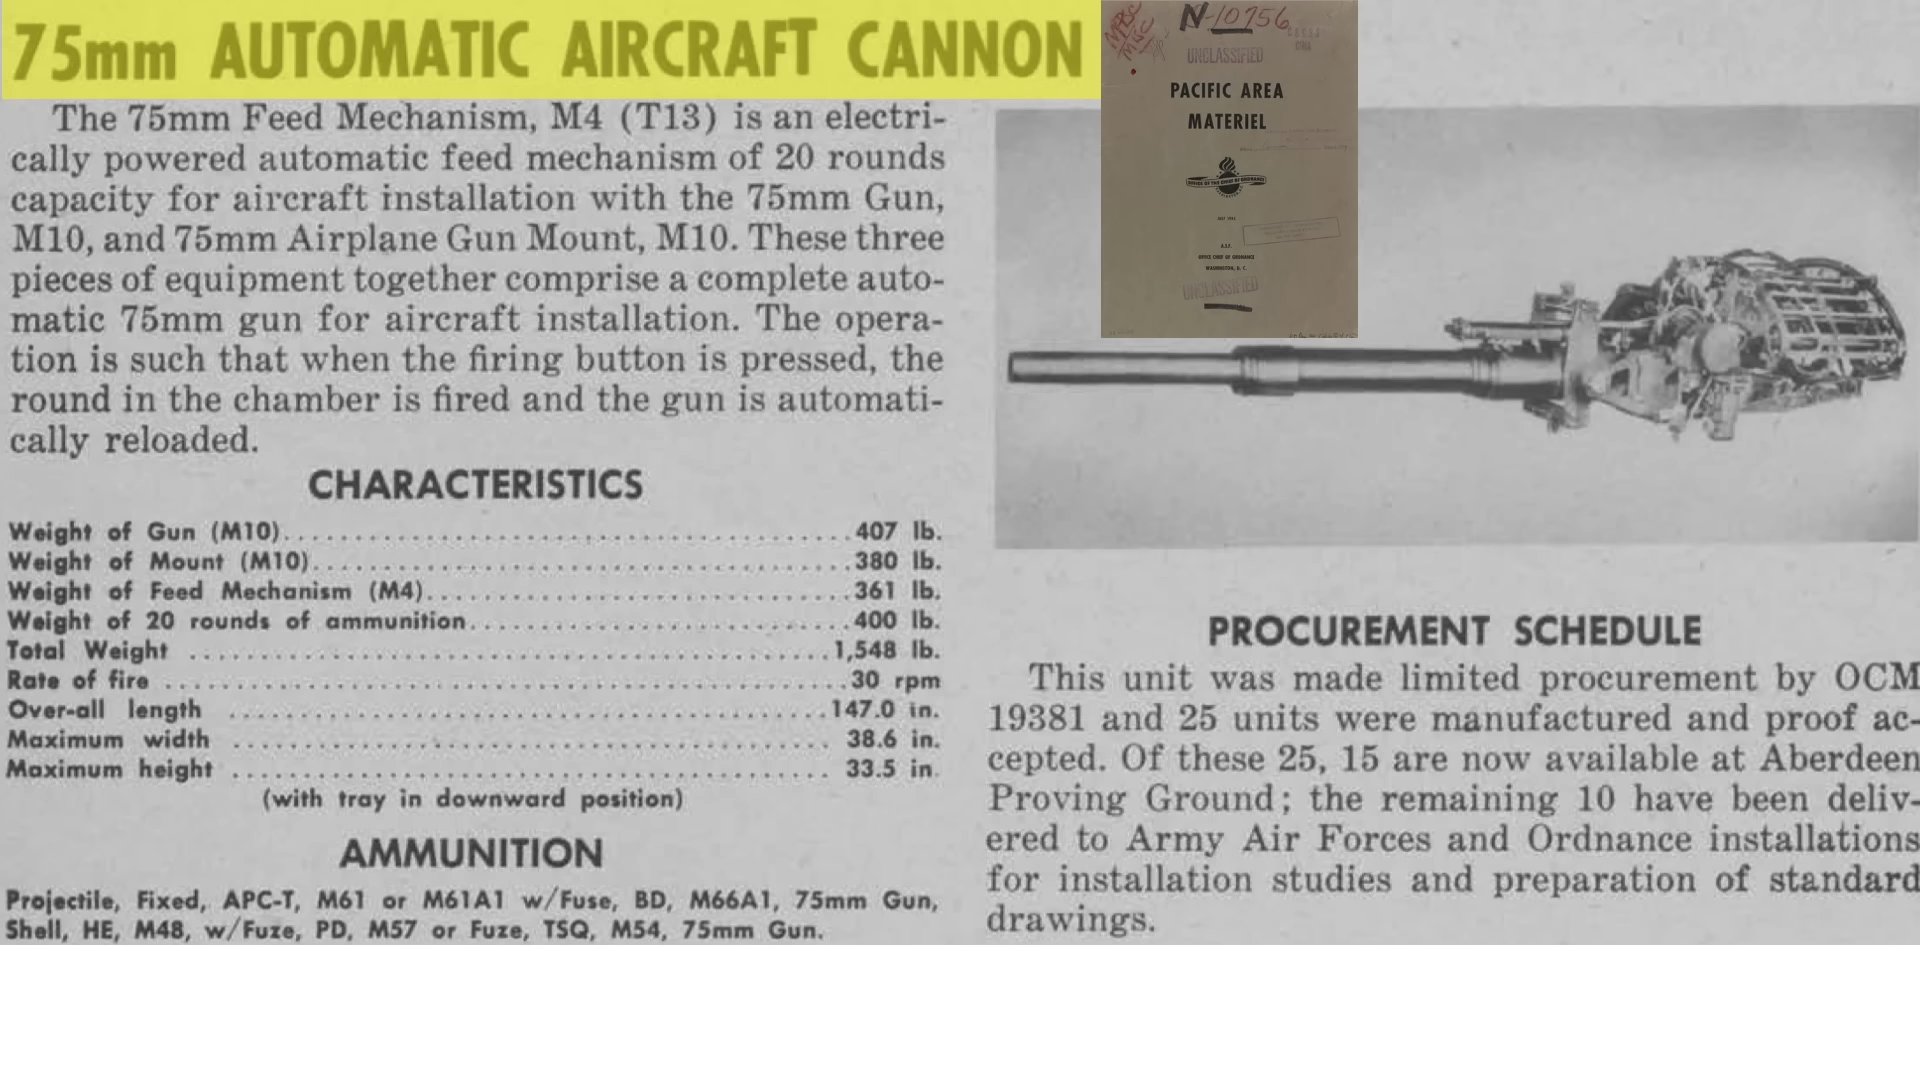 75mm AUTOMATIC AIRCRAFT CANNON
The 75mm Feed Mechanism, M4 (T13) is an electri-
cally powered automatic feed mechanism of 20 rounds
capacity for aircraft installation with the 75mm Gun,
M10, and 75mm Airplane Gun Mount, M10. These three
pieces of equipment together comprise a complete auto-
matic 75mm gun for aircraft installation. The opera-
tion is such that when the firing button is pressed, the
round in the chamber is fired and the gun is automati-
cally reloaded.
CHARACTERISTICS
Weight of Gun (M10) 407 lb.
Weight of Mount (M10) 380 lb.
Weight of Feed Mechanism (M4) 361 lb.
Weight of 20 rounds of ammunition 400 lb.
Total Weight 1,548 lb.
Rate of fire 30 rpm
Over-all length 147.0 in.
Maximum width 38.6 in.
Maximum height 33.5 in.
(with tray in downward position)
AMMUNITION
Projectile, Fixed, APC-T, M61 or M61A1 w/Fuse, BD, M66A1, 75mm Gun,
Shell, HE, M48, w/Fuze, PD, M57 or Fuze, TSQ, M54, 75mm Gun.
N-10756
UNCLASSIFIED
PACIFIC AREA
MATERIEL
OFFICE OF THE CHIEF OF ORDNANCE
A.S.F.
OFFICE CHIEF OF ORDNANCE
WASHINGTON, D. C.
UNCLASSIFIED
PROCUREMENT SCHEDULE
This unit was made limited procurement by OCM
19381 and 25 units were manufactured and proof ac-
cepted. Of these 25, 15 are now available at Aberdeen
Proving Ground; the remaining 10 have been deliv-
ered to Army Air Forces and Ordnance installations
for installation studies and preparation of standard
drawings.